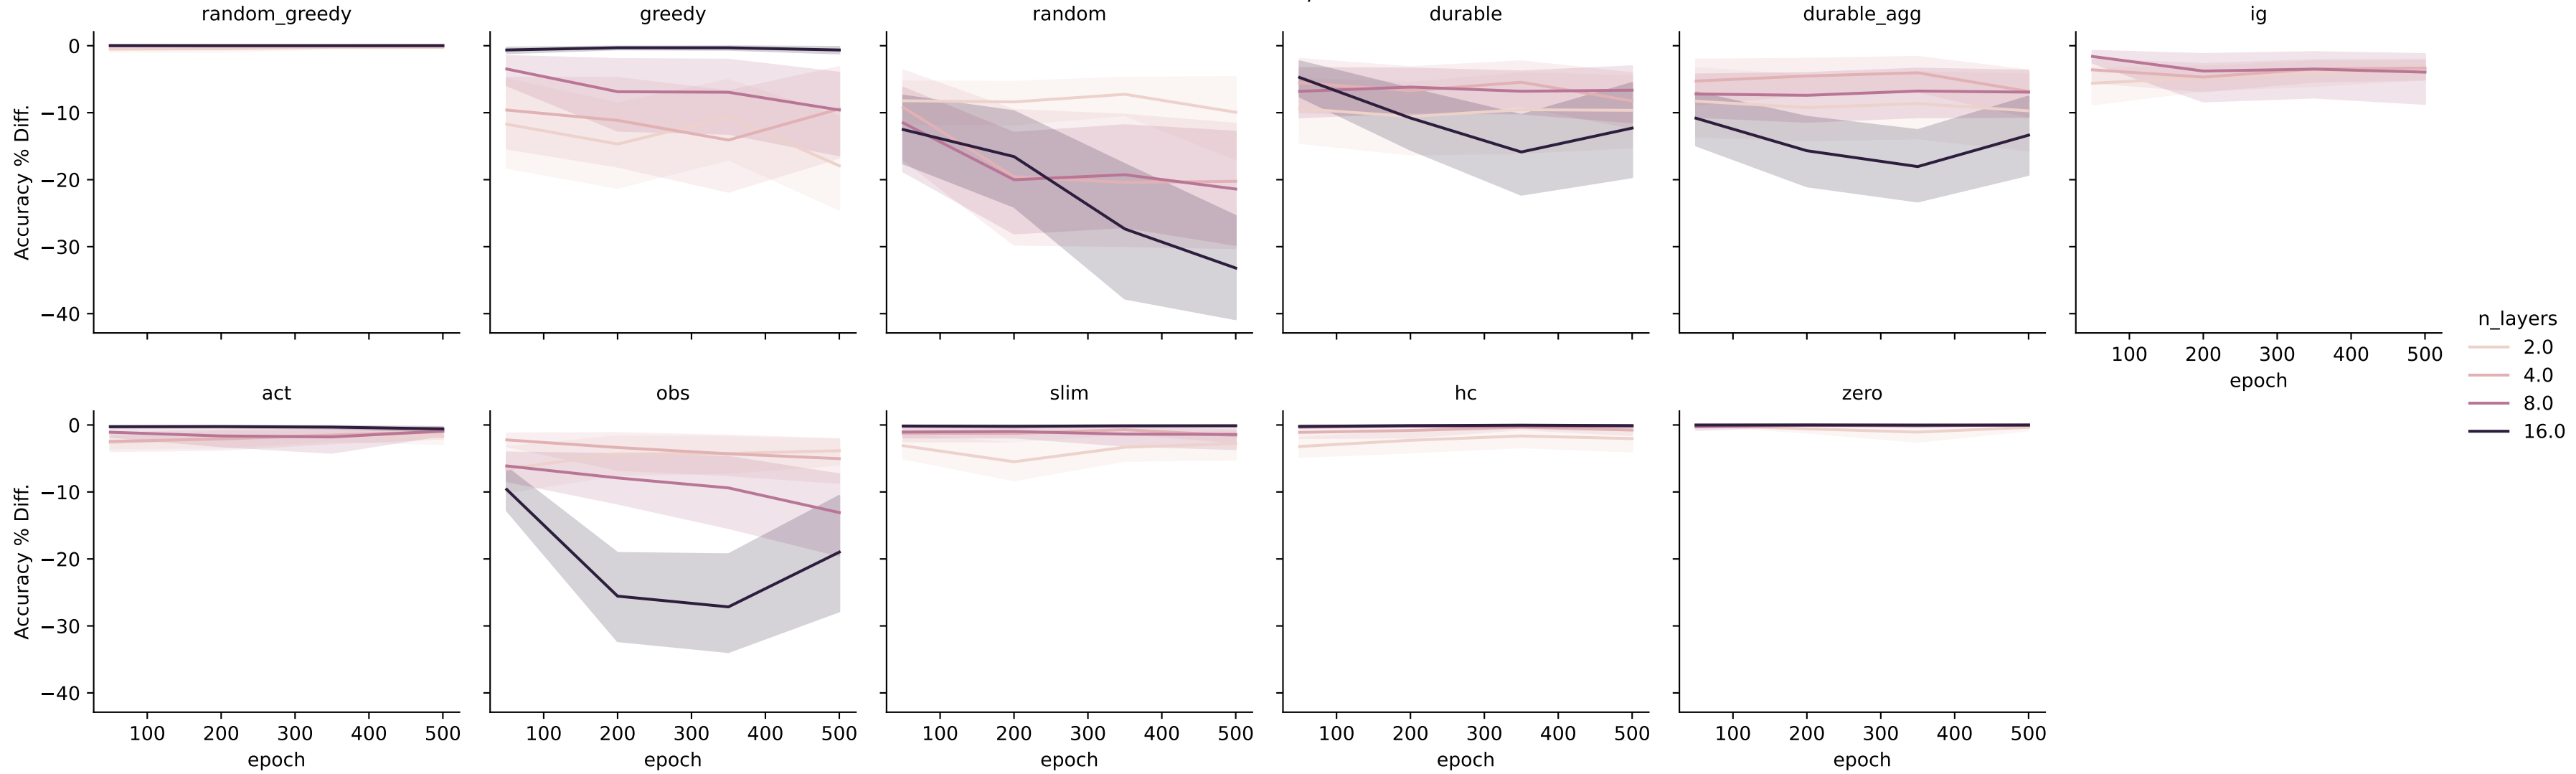 random_greedy
greedy
random
durable
durable_agg
ig
Accuracy % Diff.
0
−10
−20
−30
−40
100 200 300 400 500
epoch
n_layers
2.0
4.0
8.0
16.0
act
obs
slim
hc
zero
Accuracy % Diff.
0
−10
−20
−30
−40
100 200 300 400 500
epoch
100 200 300 400 500
epoch
100 200 300 400 500
epoch
100 200 300 400 500
epoch
100 200 300 400 500
epoch